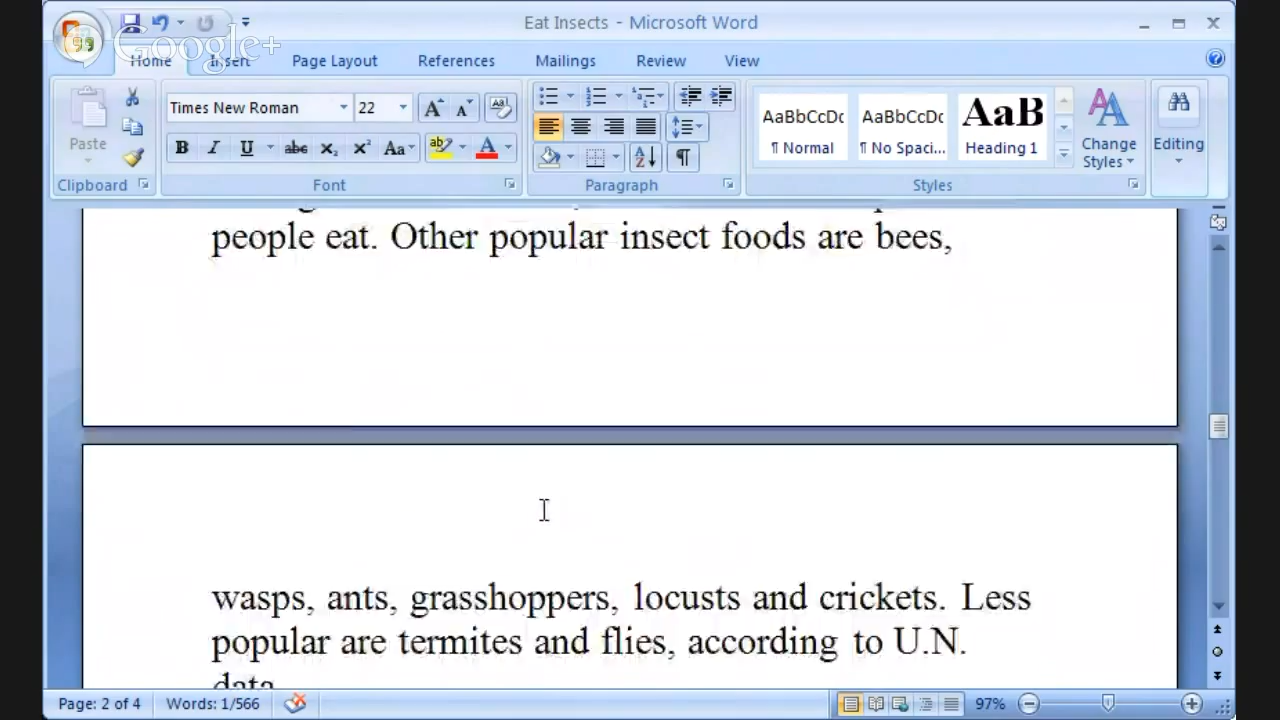 Eat Insects - Microsoft Word
Google+
Home Insert Page Layout References Mailings Review View
Times New Roman 22
AaBbCcDc AaBbCcDc AaB
Paste
¶ Normal ¶ No Spaci... Heading 1
Change Styles
Editing
Clipboard Font Paragraph Styles
people eat. Other popular insect foods are bees,
wasps, ants, grasshoppers, locusts and crickets. Less
popular are termites and flies, according to U.N.
data
Page: 2 of 4 Words: 1/566 97%